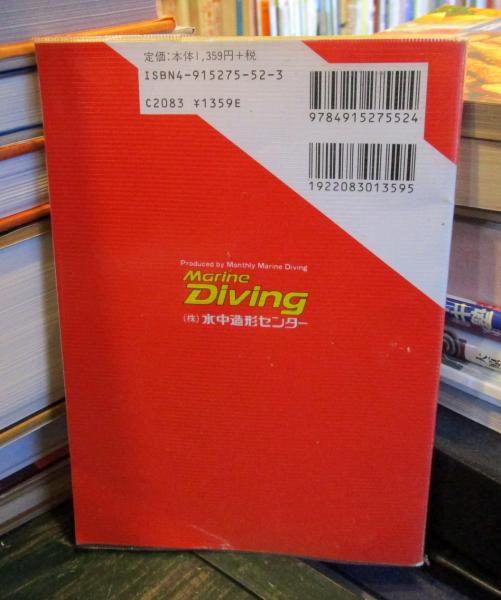 定価:本体1,359円+税
ISBN4-915275-52-3
C2083 ¥1359E
9784915275524
1922083013595
Produced by Monthly Marine Diving
Marine
Diving
(株)水中造形センター